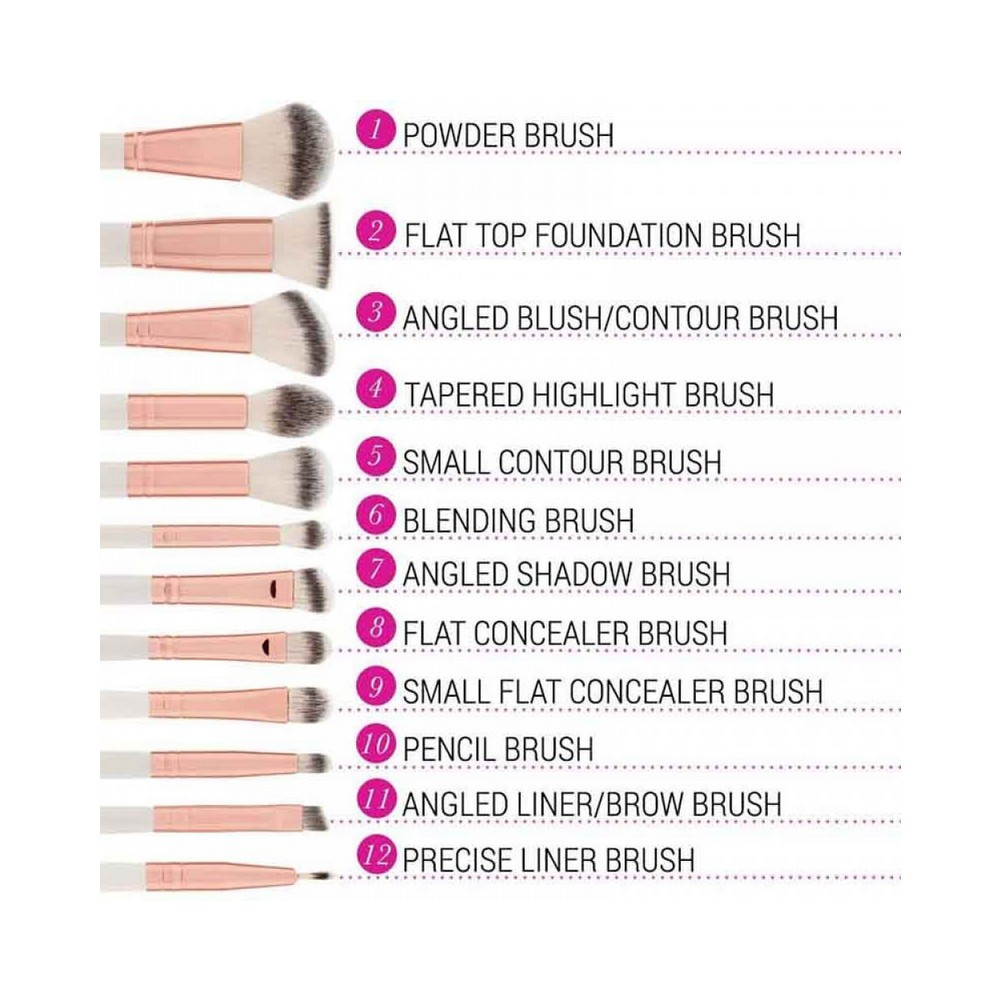 1 POWDER BRUSH
2 FLAT TOP FOUNDATION BRUSH
3 ANGLED BLUSH/CONTOUR BRUSH
4 TAPERED HIGHLIGHT BRUSH
5 SMALL CONTOUR BRUSH
6 BLENDING BRUSH
7 ANGLED SHADOW BRUSH
8 FLAT CONCEALER BRUSH
9 SMALL FLAT CONCEALER BRUSH
10 PENCIL BRUSH
11 ANGLED LINER/BROW BRUSH
12 PRECISE LINER BRUSH